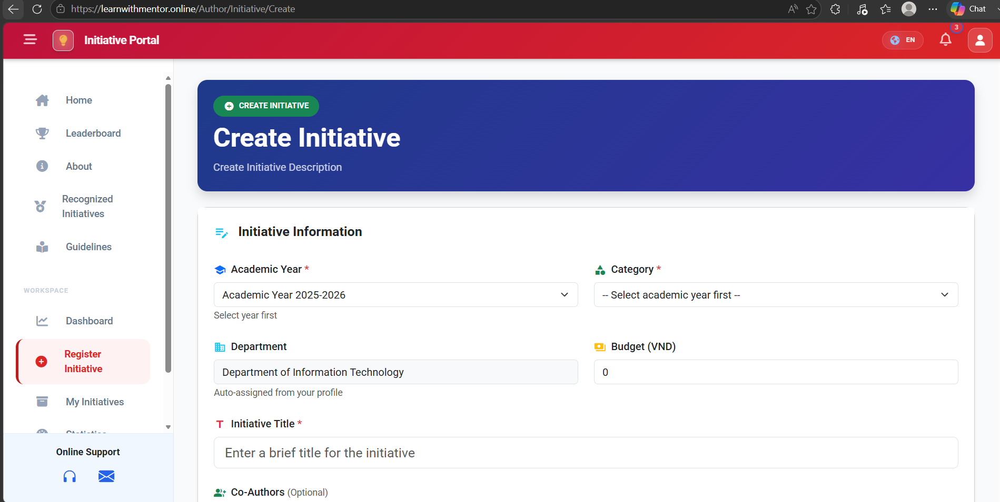 https://learnwithmentor.online/Author/Initiative/Create
Chat
Initiative Portal
EN
3
Home
Leaderboard
About
Recognized
Initiatives
Guidelines
WORKSPACE
Dashboard
Register
Initiative
My Initiatives
Online Support
CREATE INITIATIVE
Create Initiative
Create Initiative Description
Initiative Information
Academic Year *
Academic Year 2025-2026
Select year first
Category *
-- Select academic year first --
Department
Department of Information Technology
Auto-assigned from your profile
Budget (VND)
0
Initiative Title *
Enter a brief title for the initiative
Co-Authors (Optional)